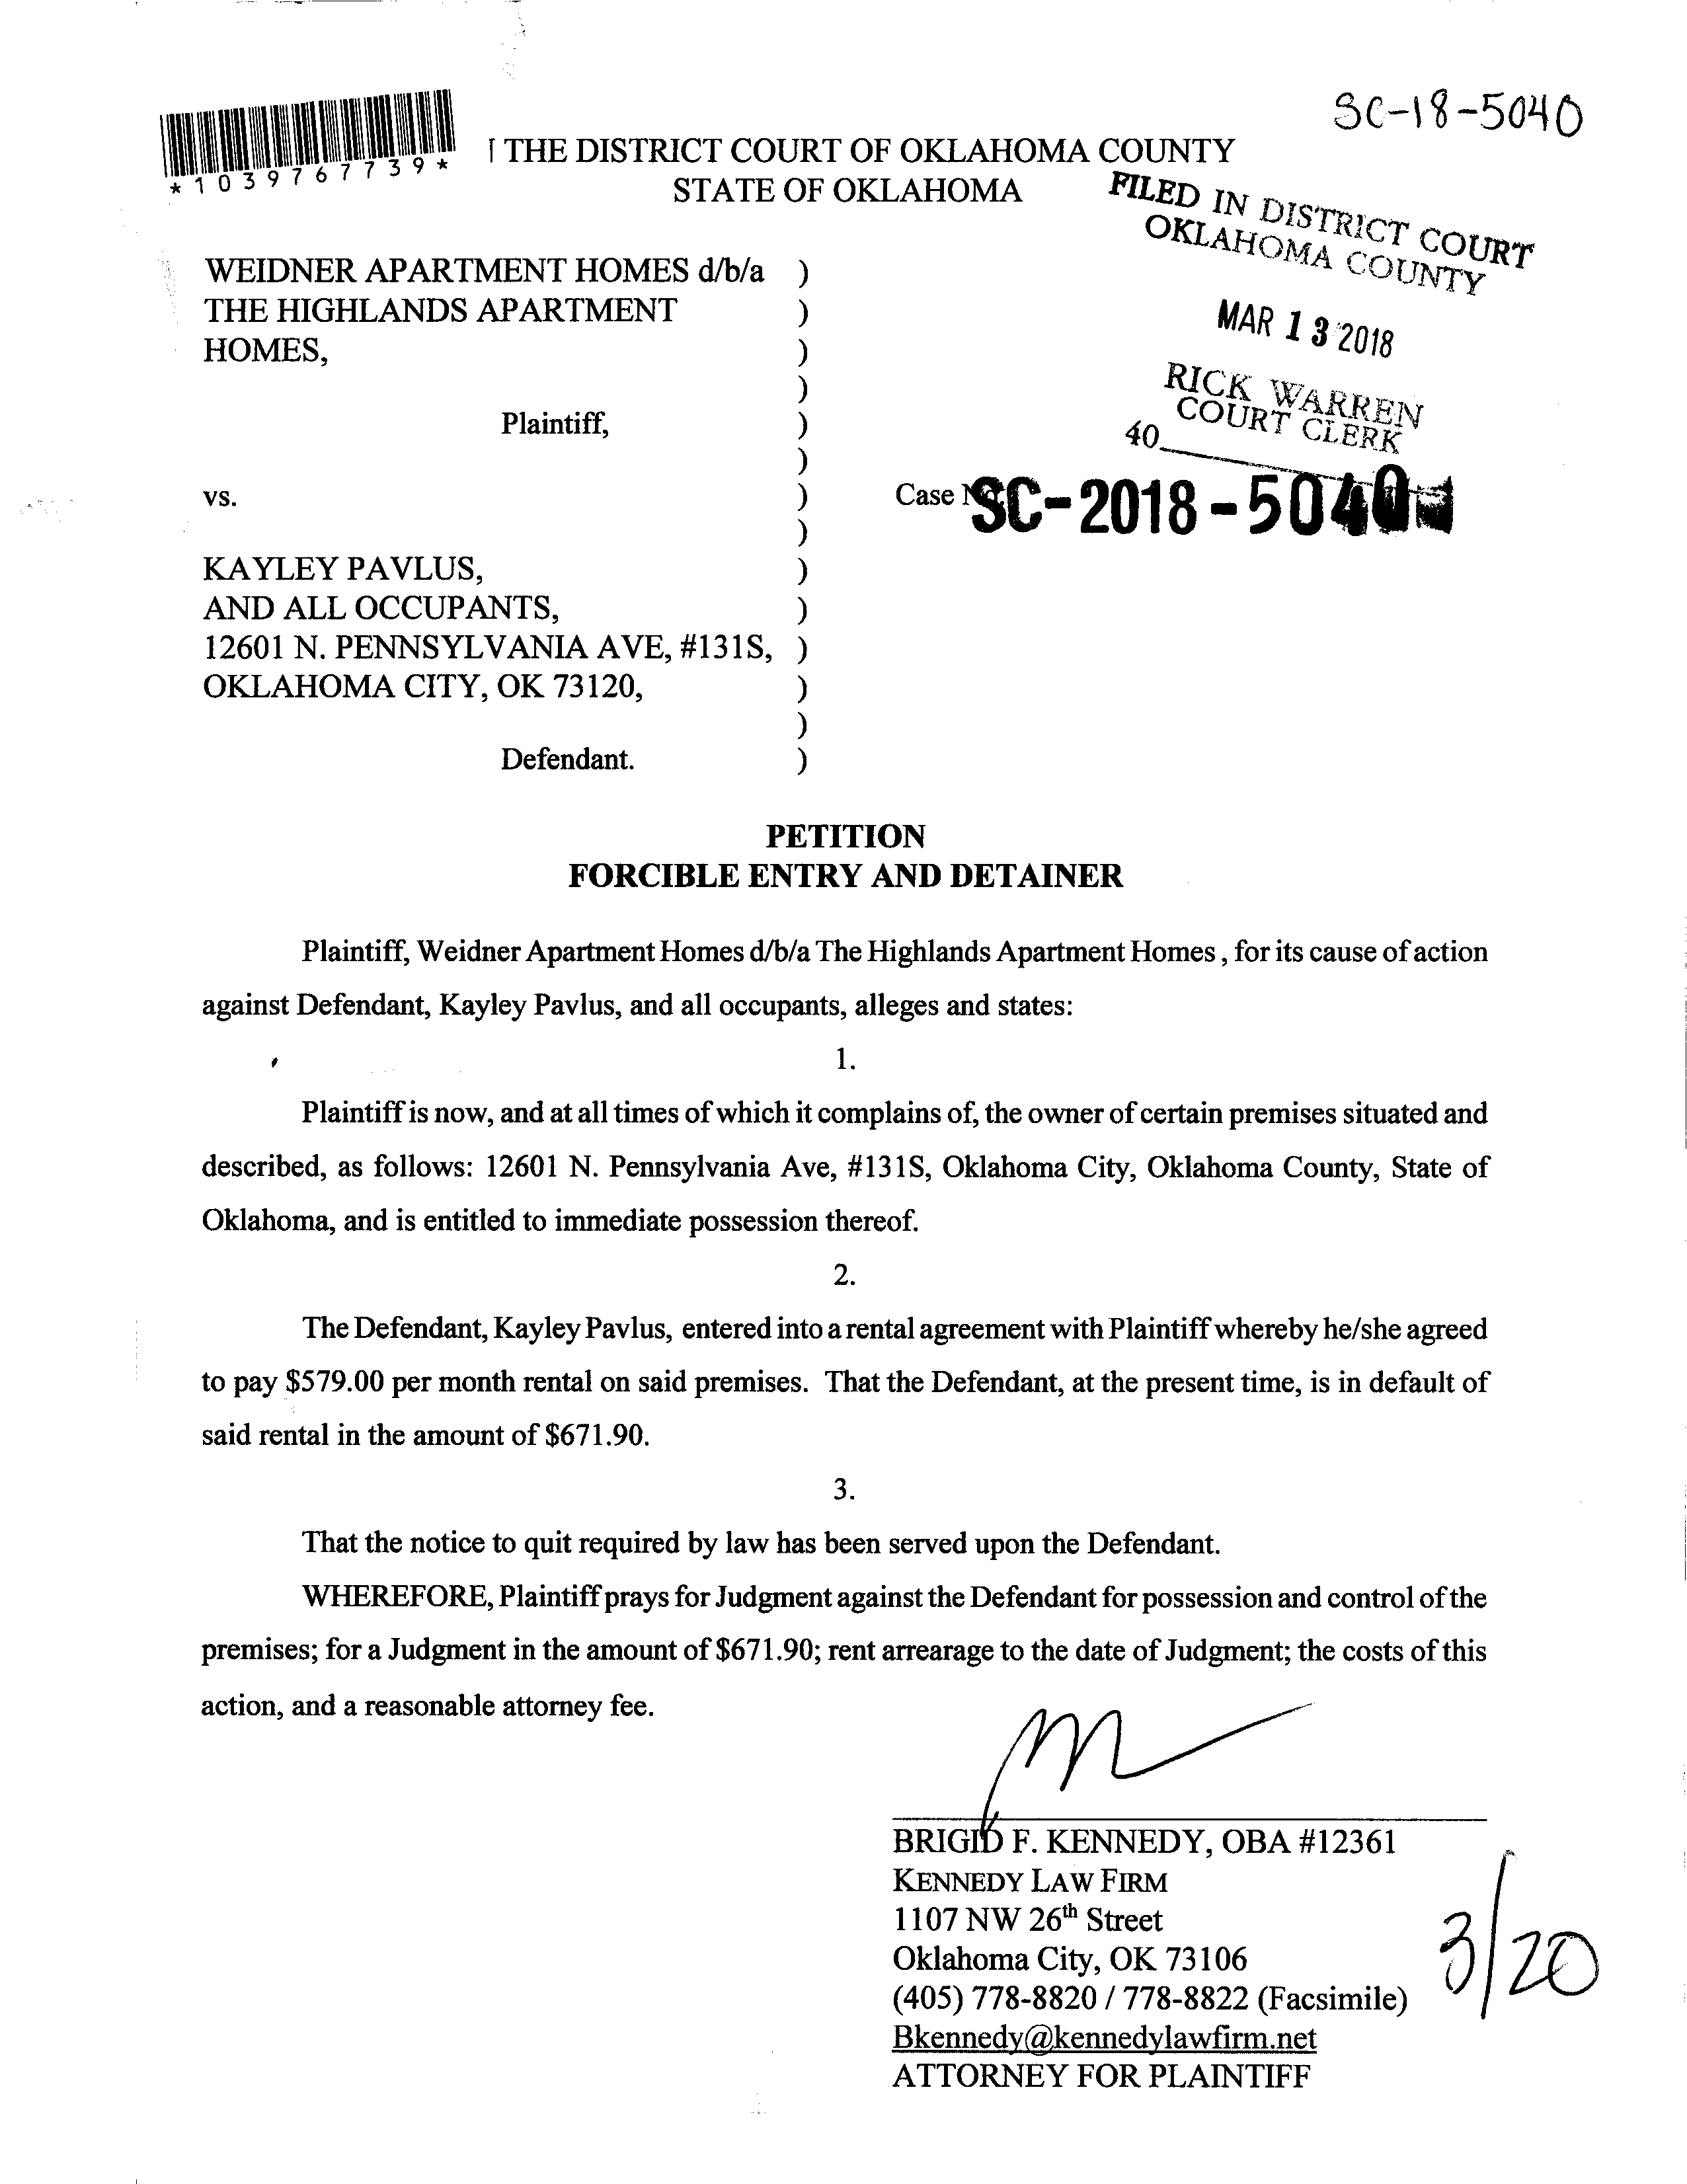 SC-18-5040
*1039767739*
THE DISTRICT COURT OF OKLAHOMA COUNTY
STATE OF OKLAHOMA
FILED IN DISTRICT COURT
OKLAHOMA COUNTY
MAR 13 2018
RICK WARREN
COURT CLERK
40
WEIDNER APARTMENT HOMES d/b/a )
THE HIGHLANDS APARTMENT )
HOMES, )
)
Plaintiff, )
)
vs. ) Case SC-2018-5040
)
KAYLEY PAVLUS, )
AND ALL OCCUPANTS, )
12601 N. PENNSYLVANIA AVE, #131S, )
OKLAHOMA CITY, OK 73120, )
)
Defendant. )
PETITION
FORCIBLE ENTRY AND DETAINER
Plaintiff, Weidner Apartment Homes d/b/a The Highlands Apartment Homes , for its cause of action
against Defendant, Kayley Pavlus, and all occupants, alleges and states:
1.
Plaintiff is now, and at all times of which it complains of, the owner of certain premises situated and
described, as follows: 12601 N. Pennsylvania Ave, #131S, Oklahoma City, Oklahoma County, State of
Oklahoma, and is entitled to immediate possession thereof.
2.
The Defendant, Kayley Pavlus, entered into a rental agreement with Plaintiff whereby he/she agreed
to pay $579.00 per month rental on said premises. That the Defendant, at the present time, is in default of
said rental in the amount of $671.90.
3.
That the notice to quit required by law has been served upon the Defendant.
WHEREFORE, Plaintiff prays for Judgment against the Defendant for possession and control of the
premises; for a Judgment in the amount of $671.90; rent arrearage to the date of Judgment; the costs of this
action, and a reasonable attorney fee.
BRIGID F. KENNEDY, OBA #12361
KENNEDY LAW FIRM
1107 NW 26th Street
Oklahoma City, OK 73106
(405) 778-8820 / 778-8822 (Facsimile)
Bkennedy@kennedylawfirm.net
ATTORNEY FOR PLAINTIFF
3/20